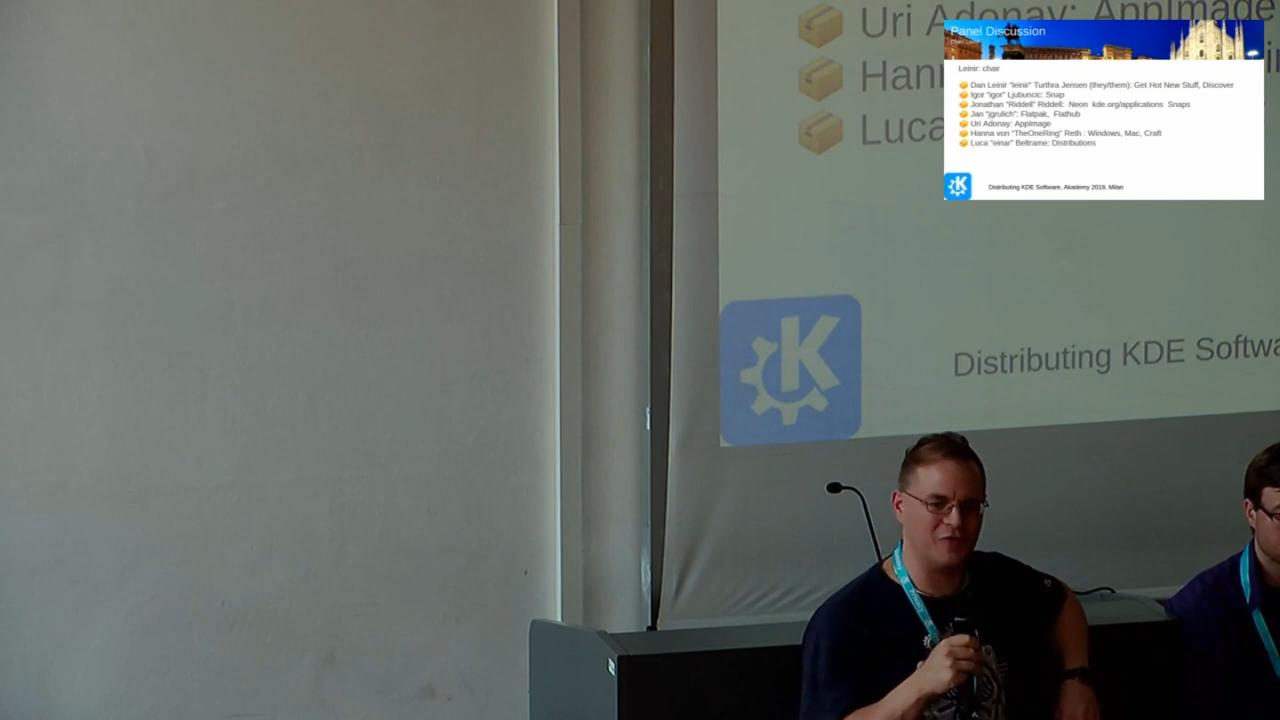 Uri Adonay: AppImage
Hann
Luca
Distributing KDE Softwa
Panel Discussion
Leinir: chair
Dan Leinir "leinir" Turthra Jensen (they/them): Get Hot New Stuff, Discover
Igor "igor" Ljubuncic: Snap
Jonathan "Riddell" Riddell: Neon kde.org/applications Snaps
Jan "jgrulich": Flatpak, Flathub
Uri Adonay: AppImage
Hanna von "TheOneRing" Reth : Windows, Mac, Craft
Luca "einar" Beltrame: Distributions
Distributing KDE Software, Akademy 2019, Milan